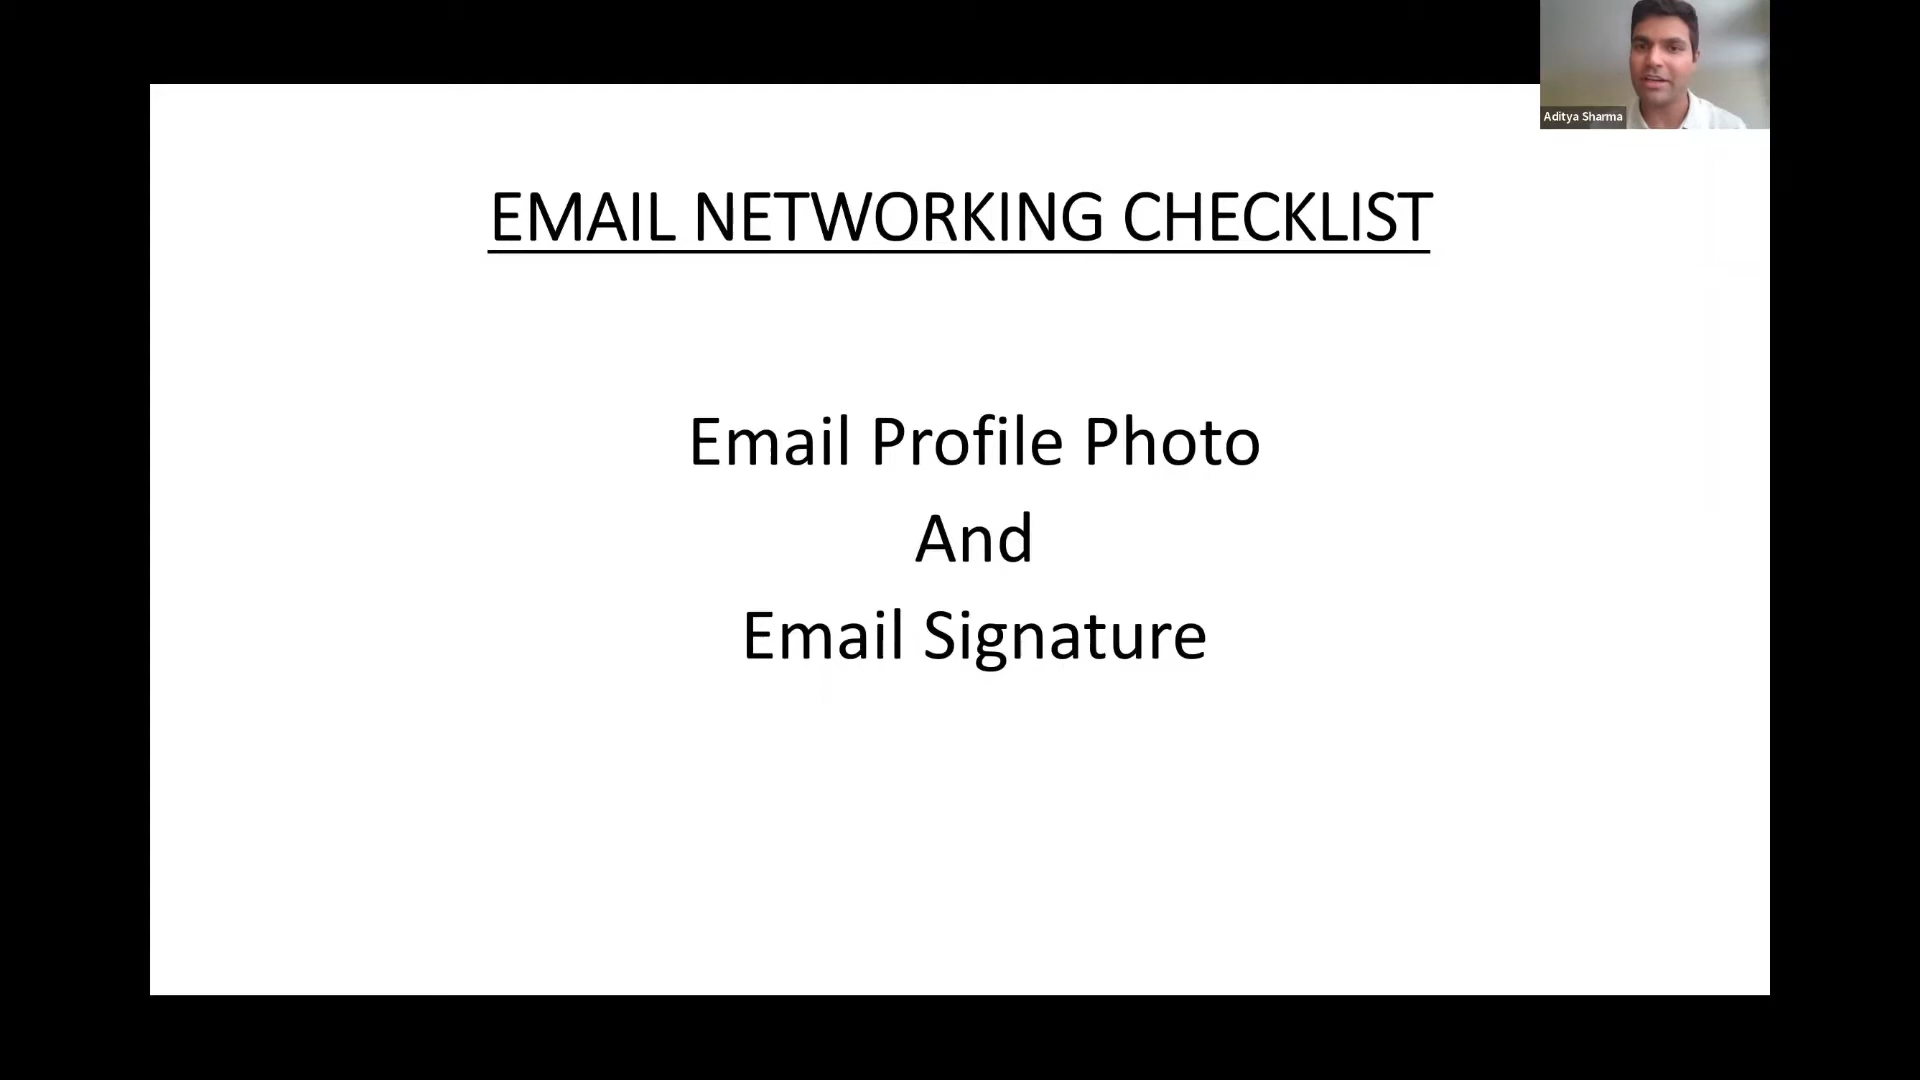 Aditya Sharma
EMAIL NETWORKING CHECKLIST
Email Profile Photo
And
Email Signature